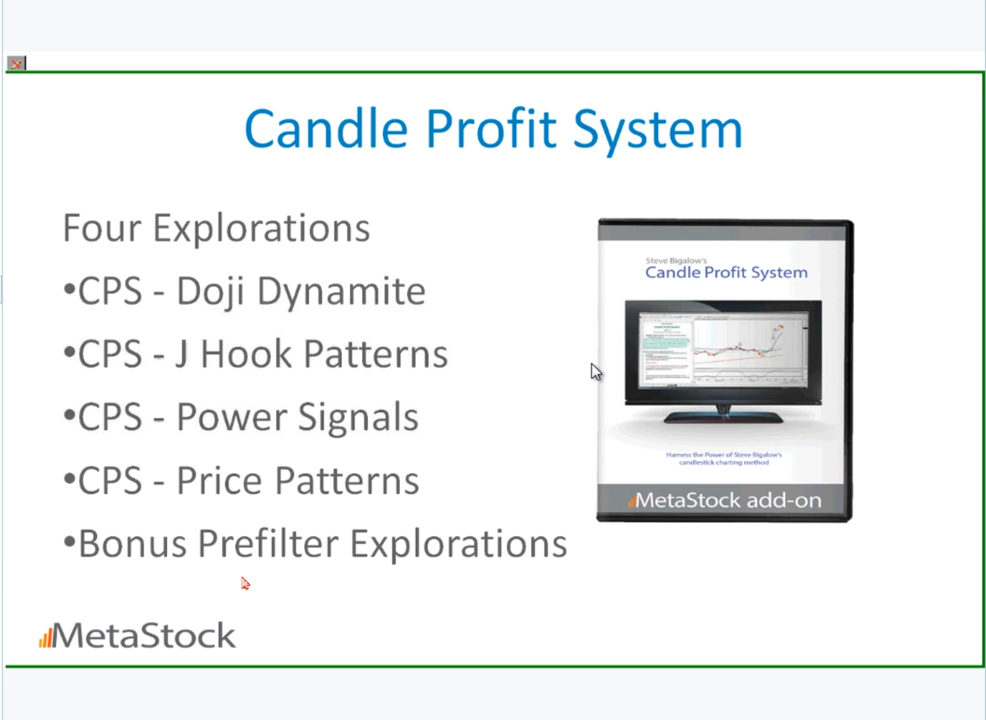 Candle Profit System
Four Explorations
•CPS - Doji Dynamite
•CPS - J Hook Patterns
•CPS - Power Signals
•CPS - Price Patterns
•Bonus Prefilter Explorations
MetaStock
Steve Bigalow's
Candle Profit System
Harness the Power of Steve Bigalow's
candlestick charting method
MetaStock add-on